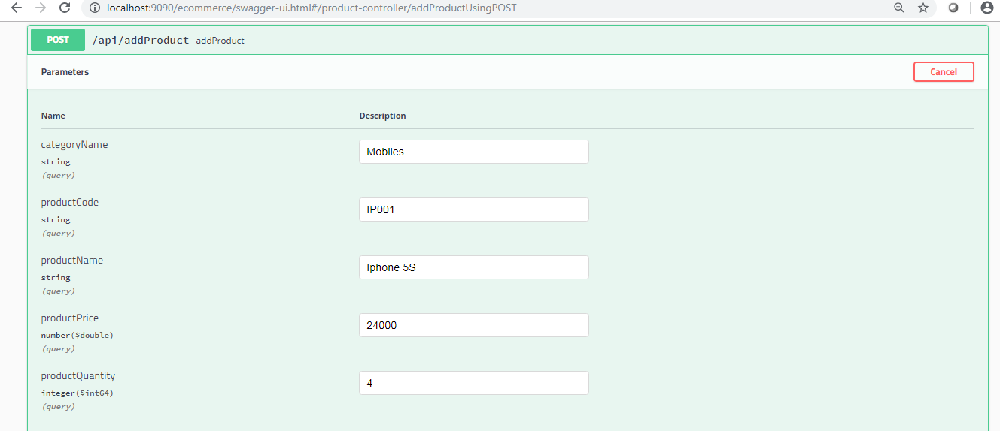 localhost:9090/ecommerce/swagger-ui.html#/product-controller/addProductUsingPOST
POST /api/addProduct addProduct
Parameters Cancel
Name Description
categoryName
string
(query)
Mobiles
productCode
string
(query)
IP001
productName
string
(query)
Iphone 5S
productPrice
number($double)
(query)
24000
productQuantity
integer($int64)
(query)
4